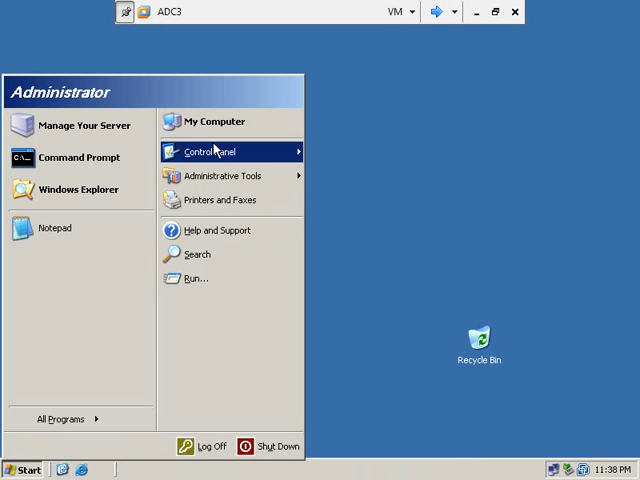 ADC3
VM
Administrator
Manage Your Server
Command Prompt
Windows Explorer
Notepad
All Programs
My Computer
Control Panel
Administrative Tools
Printers and Faxes
Help and Support
Search
Run...
Log Off
Shut Down
Recycle Bin
Start
11:38 PM